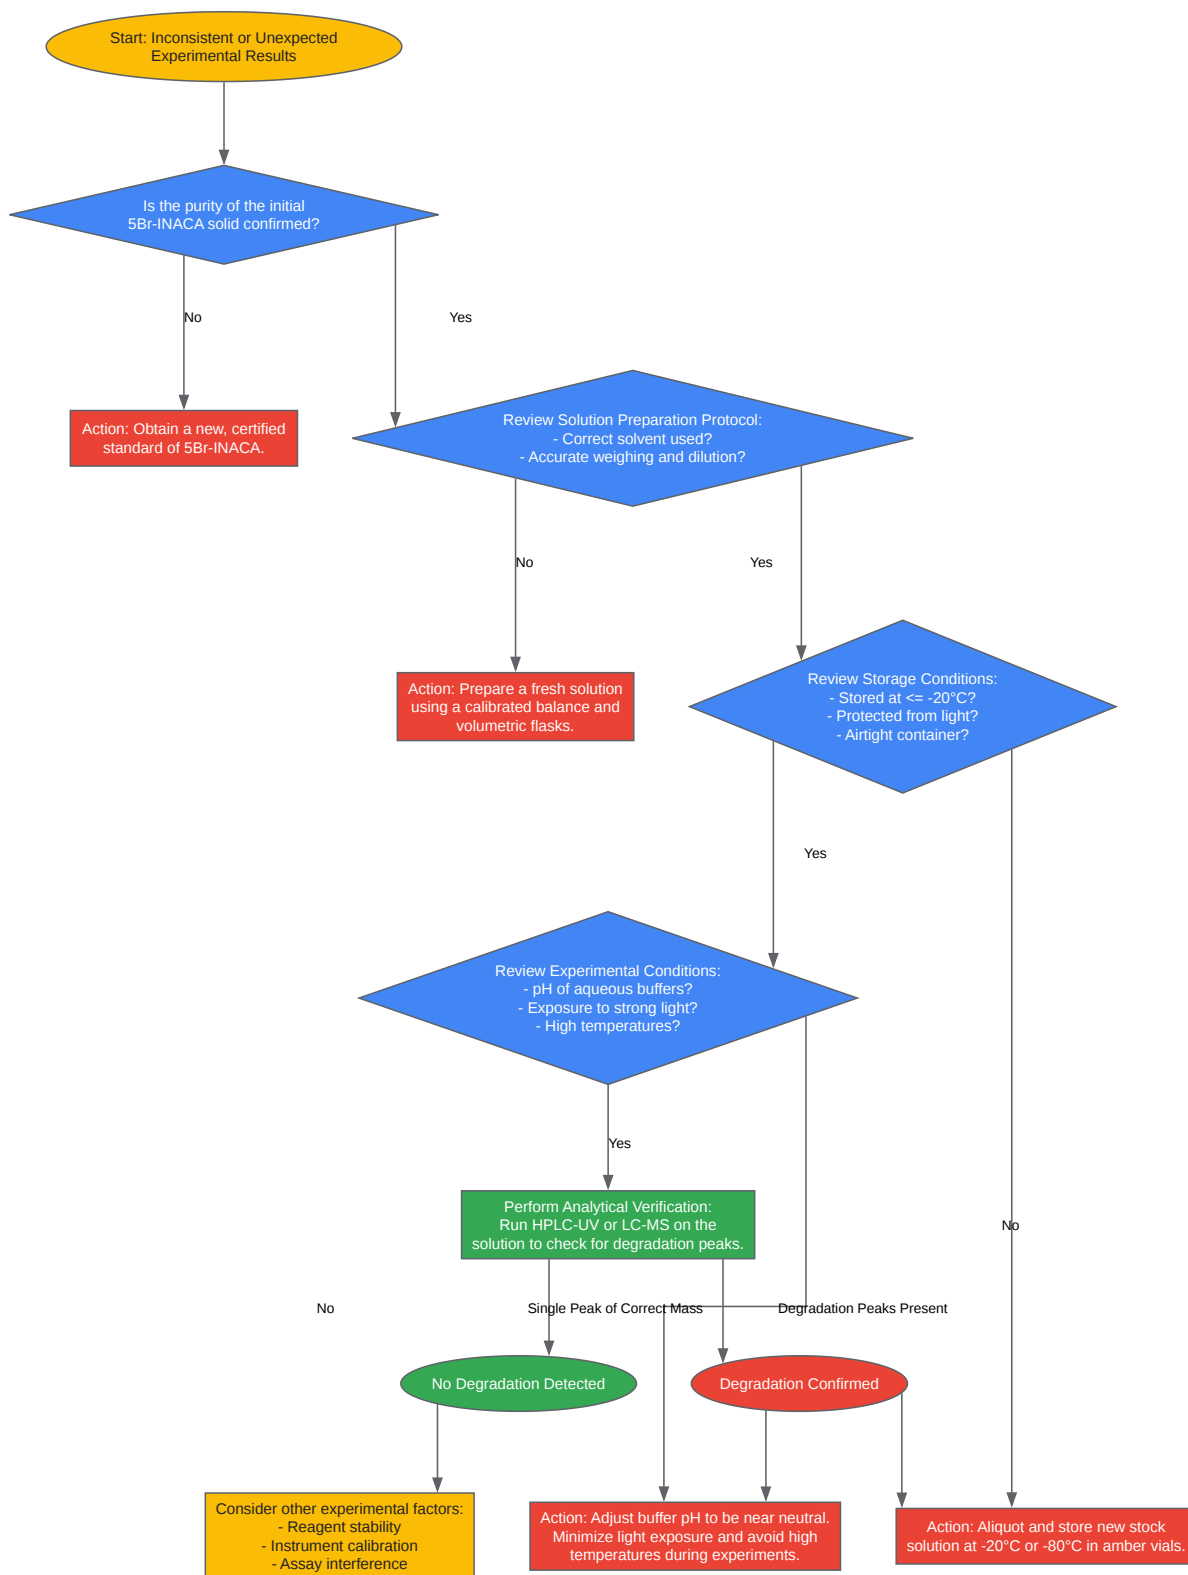 Start: Inconsistent or Unexpected
Experimental Results
Is the purity of the initial
5Br-INACA solid confirmed?
No
Yes
Action: Obtain a new, certified
standard of 5Br-INACA.
Review Solution Preparation Protocol:
- Correct solvent used?
- Accurate weighing and dilution?
No
Yes
Action: Prepare a fresh solution
using a calibrated balance and
volumetric flasks.
Review Storage Conditions:
- Stored at <= -20°C?
- Protected from light?
- Airtight container?
Yes
Review Experimental Conditions:
- pH of aqueous buffers?
- Exposure to strong light?
- High temperatures?
Yes
Perform Analytical Verification:
Run HPLC-UV or LC-MS on the
solution to check for degradation peaks.
No
No
Single Peak of Correct Mass
Degradation Peaks Present
No Degradation Detected
Degradation Confirmed
Consider other experimental factors:
- Reagent stability
- Instrument calibration
- Assay interference
Action: Adjust buffer pH to be near neutral.
Minimize light exposure and avoid high
temperatures during experiments.
Action: Aliquot and store new stock
solution at -20°C or -80°C in amber vials.